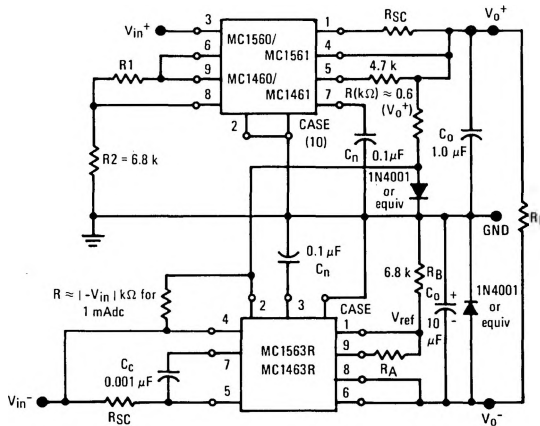 Vin+
3
MC1560/
MC1561
MC1460/
MC1461
1
RSC
Vo+
6
4
R1
9
5
4.7 k
8
7
R(kΩ) ≈ 0.6
(Vo+)
2
CASE
(10)
Cn
0.1µF
Co
1.0 µF
R2 = 6.8 k
1N4001
or
equiv
GND
0.1 µF
Cn
6.8 k
RB
Co
+
10
-
µF
1N4001
or
equiv
R ≈ |-Vin| kΩ for
1 mAdc
2
3
CASE
4
1
Vref
MC1563R
MC1463R
7
9
RA
Cc
0.001 µF
8
5
6
Vin-
RSC
Vo-